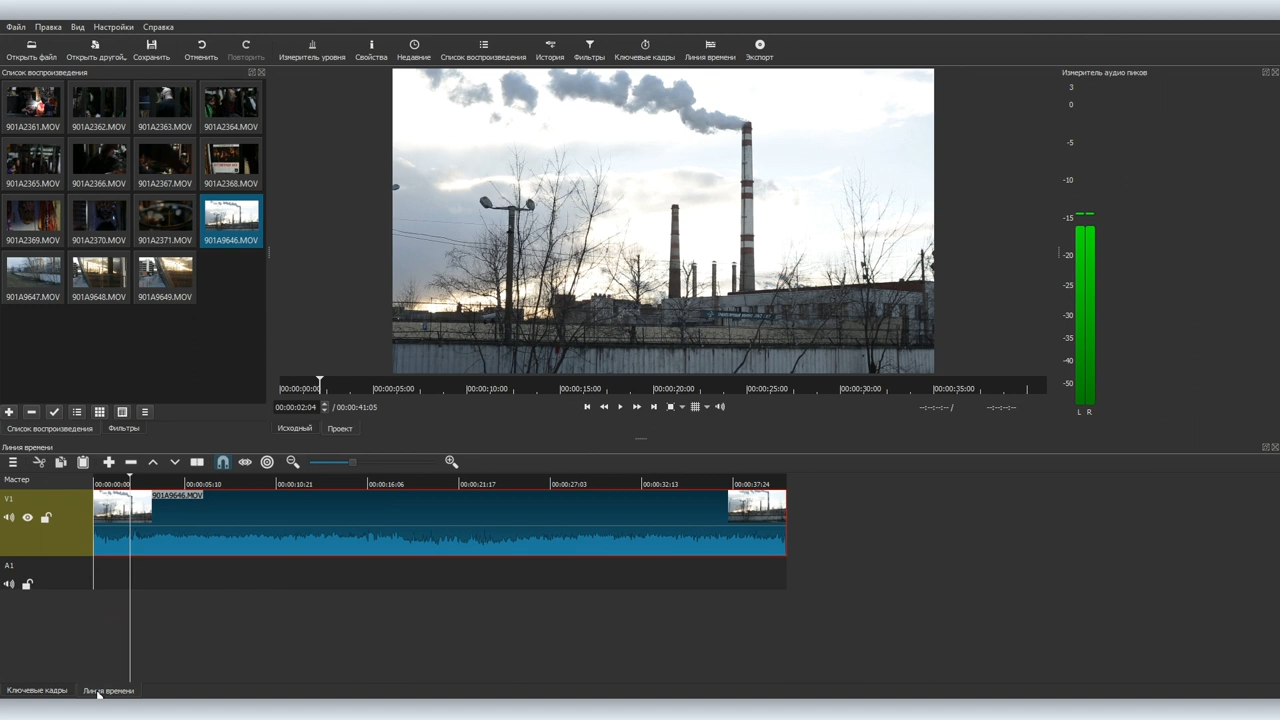 Файл Правка Вид Настройки Справка
Открыть файл Открыть другой.. Сохранить Отменить Повторить Измеритель уровня Свойства Недавние Список воспроизведения История Фильтры Ключевые кадры Линия времени Экспорт
Список воспроизведения
901A2361.MOV 901A2362.MOV 901A2363.MOV 901A2364.MOV
901A2365.MOV 901A2366.MOV 901A2367.MOV 901A2368.MOV
901A2369.MOV 901A2370.MOV 901A2371.MOV 901A9646.MOV
901A9647.MOV 901A9648.MOV 901A9649.MOV
Список воспроизведения Фильтры
|00:00:00:00 |00:00:05:00 |00:00:10:00 |00:00:15:00 |00:00:20:00 |00:00:25:00 |00:00:30:00 |00:00:35:00
00:00:02:04 / 00:00:41:05 --:--:--:-- / --:--:--:--
Исходный Проект
Измеритель аудио пиков
3
0
-5
-10
-15
-20
-25
-30
-35
-40
-50
L R
Линия времени
Мастер
00:00:00:00 00:00:05:10 00:00:10:21 00:00:16:06 00:00:21:17 00:00:27:03 00:00:32:13 00:00:37:24
V1
901A9646.MOV
A1
Ключевые кадры Линия времени